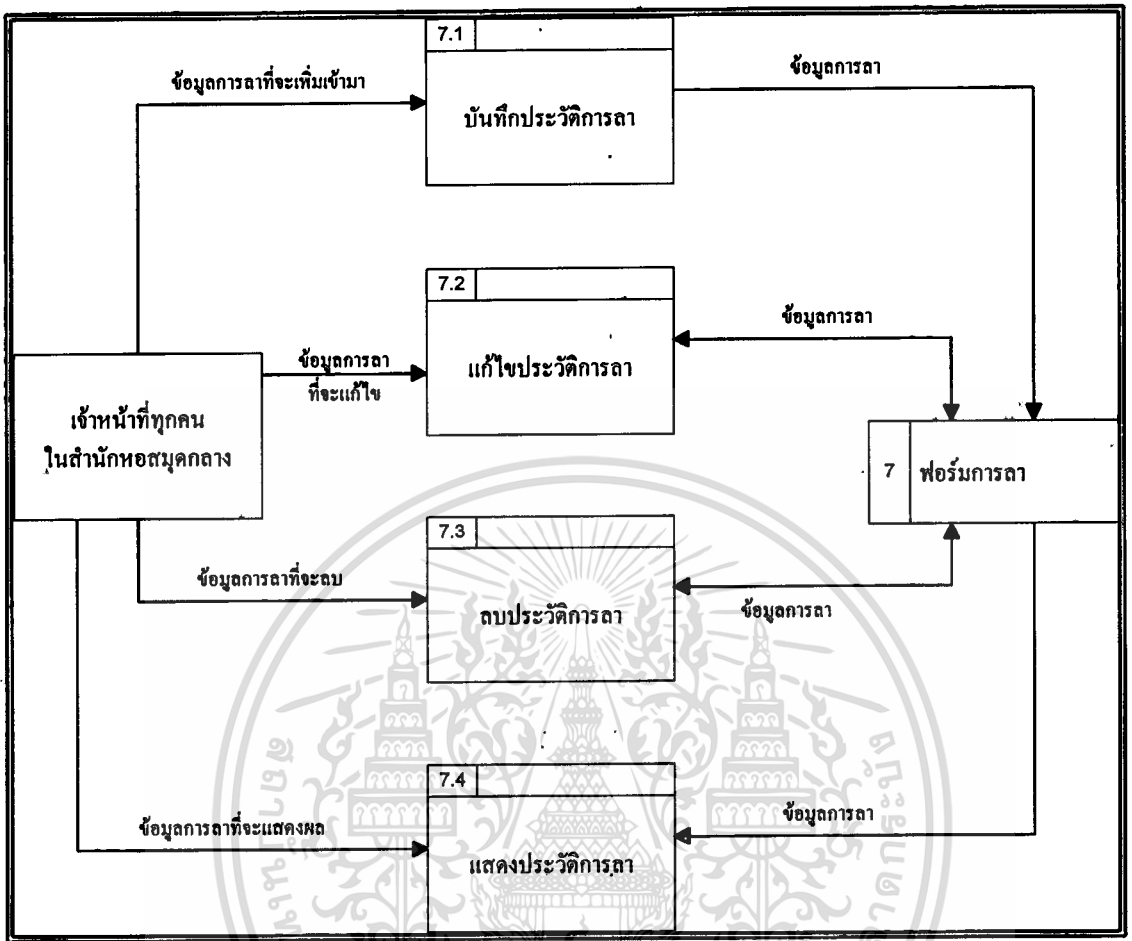 7.1
ข้อมูลการลาที่จะเพิ่มเข้ามา
ข้อมูลการลา
บันทึกประวัติการลา
7.2
ข้อมูลการลา
ข้อมูลการลา
ที่จะแก้ไข
แก้ไขประวัติการลา
เจ้าหน้าที่ทุกคน
ในสำนักหอสมุดกลาง
7 ฟอร์มการลา
7.3
ข้อมูลการลาที่จะลบ
ลบประวัติการลา
ข้อมูลการลา
7.4
ข้อมูลการลาที่จะแสดงผล
ข้อมูลการลา
แสดงประวัติการลา